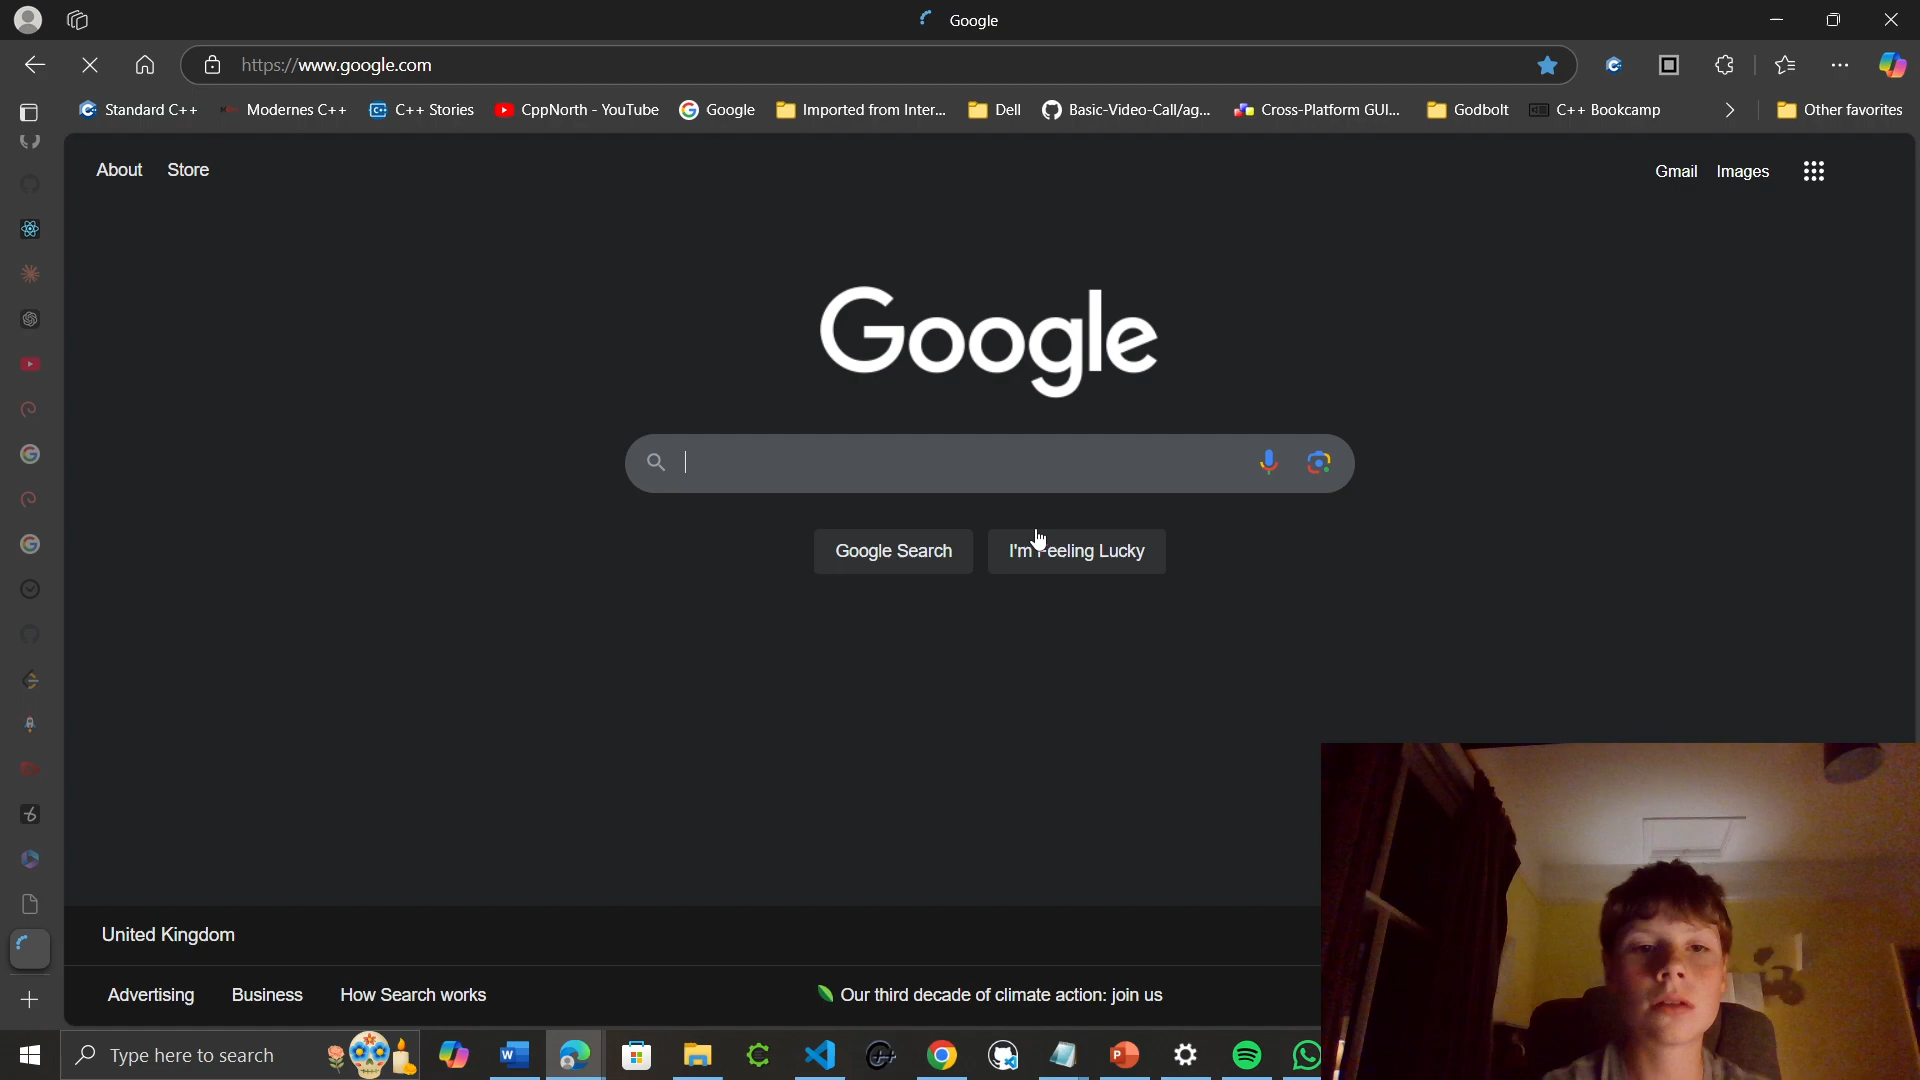 Google
https://www.google.com
Standard C++ Modernes C++ C++ Stories CppNorth - YouTube Google Imported from Inter... Dell Basic-Video-Call/ag... Cross-Platform GUI... Godbolt C++ Bookcamp Other favorites
About Store Gmail Images
Google
Google Search I'm Feeling Lucky
United Kingdom
Advertising Business How Search works Our third decade of climate action: join us
Type here to search